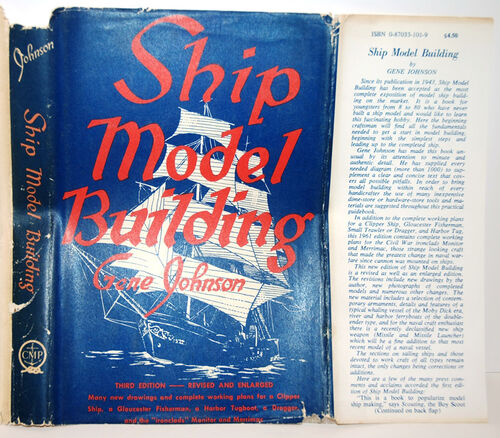 Johnson
Ship Model Building
CMP
Ship
Model
Building
Gene Johnson
THIRD EDITION — REVISED AND ENLARGED
Many new drawings and complete working plans for a Clipper
Ship, a Gloucester Fisherman, a Harbor Tugboat, a Dragger,
and the "ironclads" Monitor and Merrimac.
ISBN 0-87033-101-9 $4.50
Ship Model Building
by
GENE JOHNSON
Since its publication in 1943, Ship Model
Building has been accepted as the most
complete exposition of model ship build-
ing on the market. It is a book for
youngsters from 8 to 80 who have never
built a ship model and would like to learn
this fascinating hobby. Here the beginning
craftsman will find all the fundamentals
needed to get a start in model building,
beginning with the simplest steps and
leading up to the completed ship.
Gene Johnson has made this book un-
usual by its attention to minute and
authentic detail. He has supplied every
needed diagram (more than 1000) to sup-
plement a clear and concise text that cov-
ers all possible pitfalls. In order to bring
model building within reach of every
handicrafter the use of many inexpensive
dime-store or hardware-store tools and ma-
terials are suggested throughout this practical
guidebook.
In addition to the complete working plans
for a Clipper Ship, Gloucester Fisherman,
Small Trawler or Dragger, and Harbor Tug,
this 1961 edition contains complete working
plans for the Civil War ironclads Monitor
and Merrimac, those strange looking craft
that made the greatest change in naval war-
fare since cannon was mounted on ships.
This new edition of Ship Model Building
is a revised as well as an enlarged edition.
The revisions include new drawings by the
author, new photographs of completed
models and numerous other changes. The
new material includes a selection of contem-
porary armaments, details and features of a
typical whaling vessel of the Moby Dick era,
river and harbor ferryboats of the double-
ender type, and for the naval craft enthusiast
there is a recently declassified new ship
weapon (Missile and Missile Launcher)
which will be a fine addition to that most
recent model of a naval vessel.
The sections on sailing ships and those
devoted to work craft of all types remain
intact, the only changes being corrections or
additions.
Here are a few of the many press com-
ments and acclaims accorded the first edi-
tion of Ship Model Building:
"This is a book to popularize model
ship making," says Scouting, the Boy Scout
(Continued on back flap)